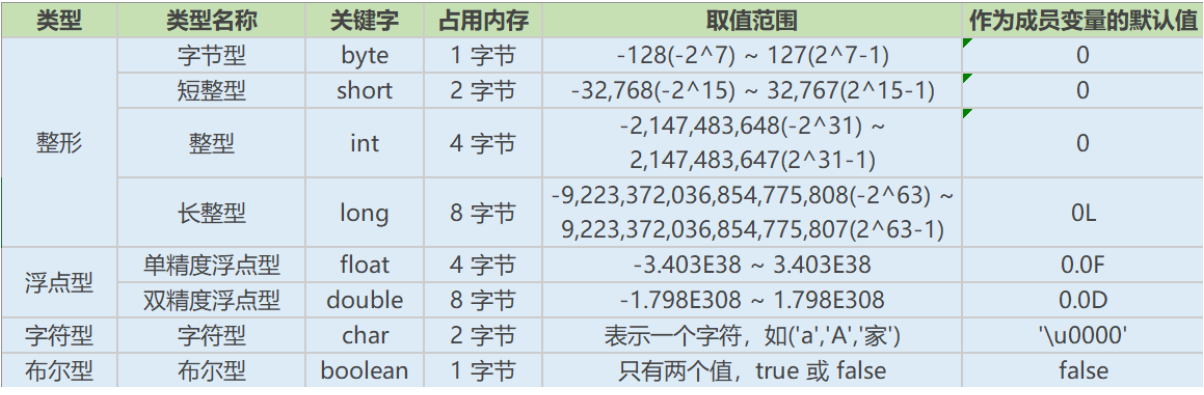 类型 类型名称 关键字 占用内存 取值范围 作为成员变量的默认值
整形 字节型 byte 1 字节 -128(-2^7) ~ 127(2^7-1) 0
短整型 short 2 字节 -32,768(-2^15) ~ 32,767(2^15-1) 0
整型 int 4 字节 -2,147,483,648(-2^31) ~
2,147,483,647(2^31-1) 0
长整型 long 8 字节 -9,223,372,036,854,775,808(-2^63) ~
9,223,372,036,854,775,807(2^63-1) 0L
浮点型 单精度浮点型 float 4 字节 -3.403E38 ~ 3.403E38 0.0F
双精度浮点型 double 8 字节 -1.798E308 ~ 1.798E308 0.0D
字符型 字符型 char 2 字节 表示一个字符，如('a','A','家') '\u0000'
布尔型 布尔型 boolean 1 字节 只有两个值，true 或 false false